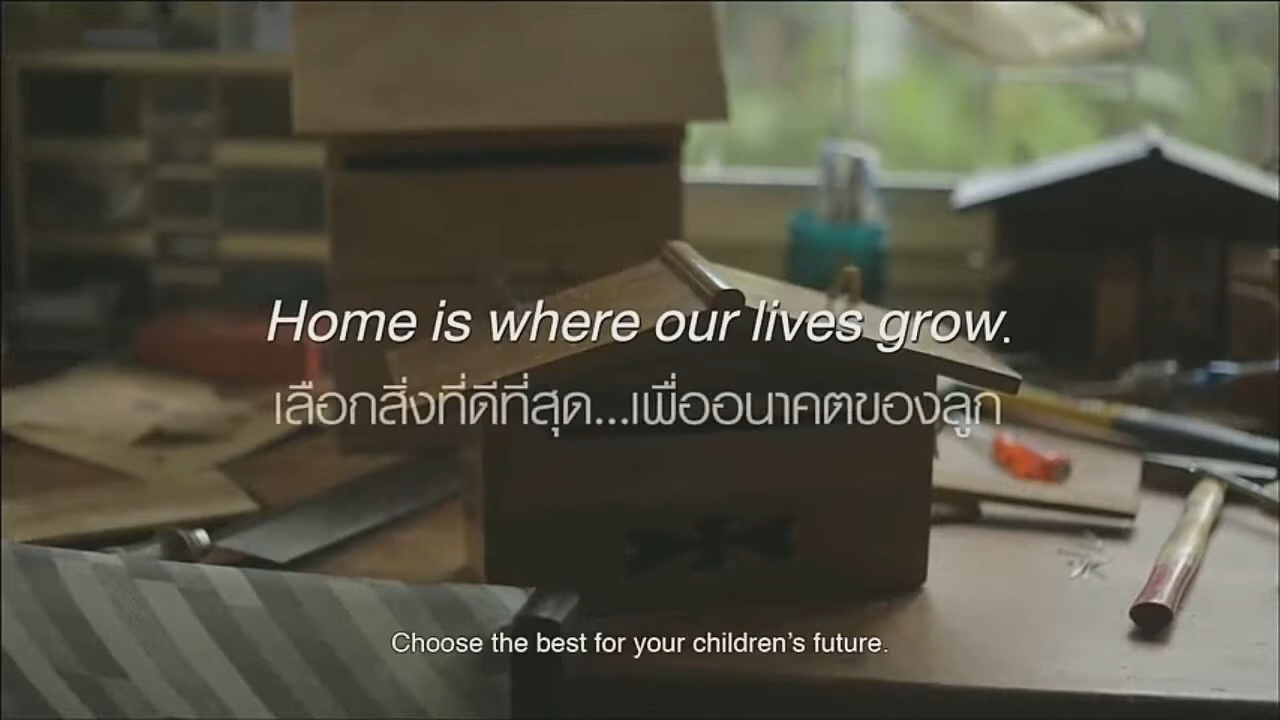 Home is where our lives grow.
เลือกสิ่งที่ดีที่สุด...เพื่ออนาคตของลูก
Choose the best for your children's future.